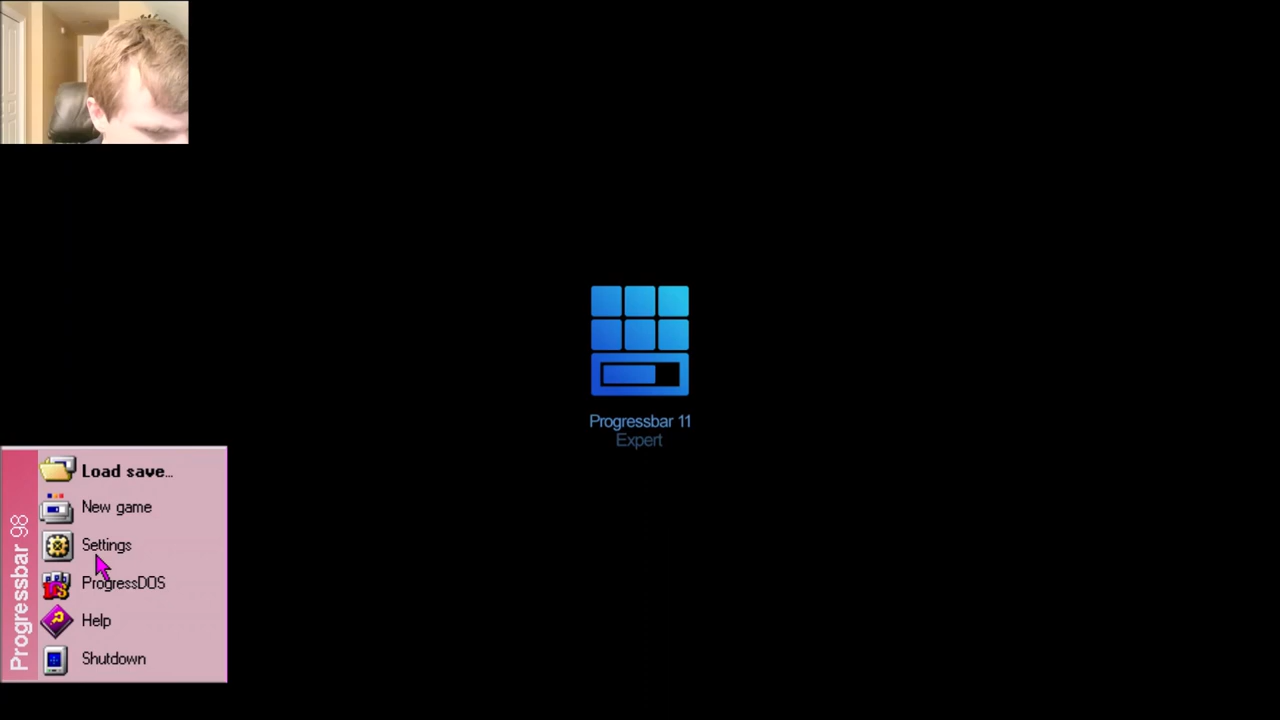 Progressbar 11
Expert
Load save...
New game
Settings
ProgressDOS
Help
Shutdown
Progressbar 98